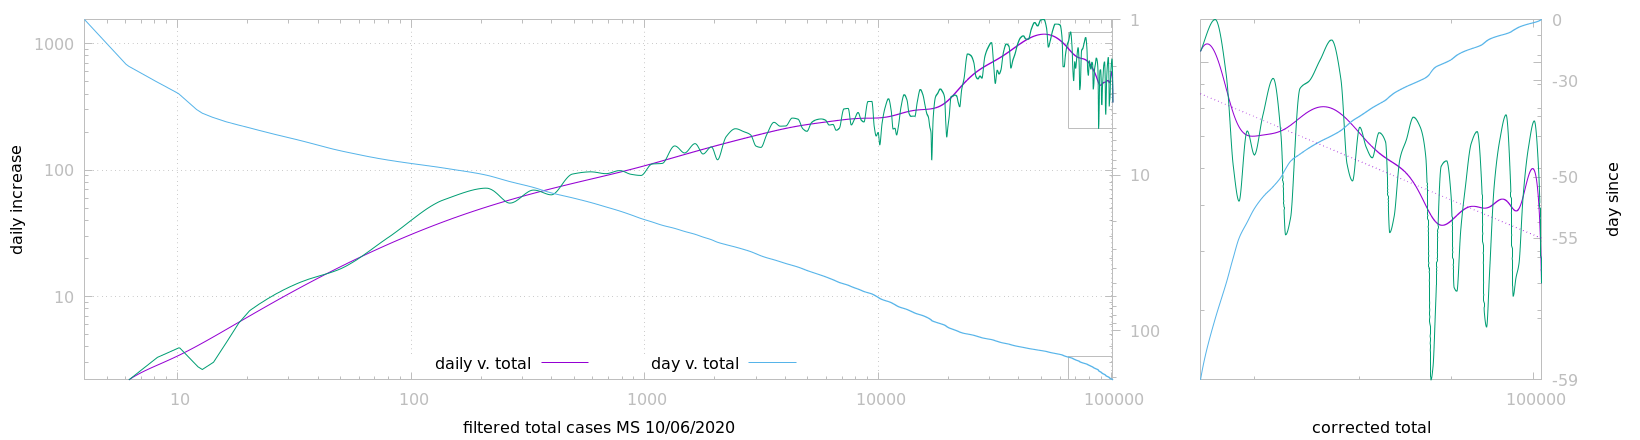 1000
100
10
daily increase
10
100
1000
10000
100000
filtered total cases MS 10/06/2020
daily v. total
day v. total
1
10
100
0
-30
-50
-55
-59
day since
100000
corrected total